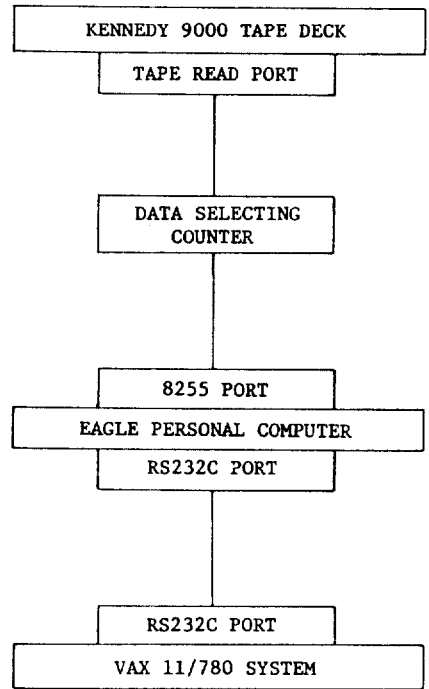 KENNEDY 9000 TAPE DECK
TAPE READ PORT
DATA SELECTING
COUNTER
8255 PORT
EAGLE PERSONAL COMPUTER
RS232C PORT
RS232C PORT
VAX 11/780 SYSTEM